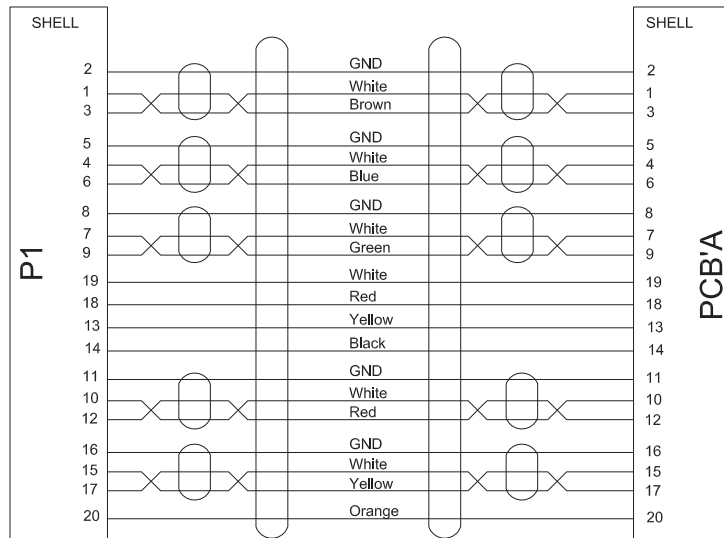 SHELL SHELL
2 GND 2
1 White 1
3 Brown 3
5 GND 5
4 White 4
6 Blue 6
8 GND 8
7 White 7
9 Green 9
P1 PCB'A
19 White 19
18 Red 18
13 Yellow 13
14 Black 14
11 GND 11
10 White 10
12 Red 12
16 GND 16
15 White 15
17 Yellow 17
20 Orange 20